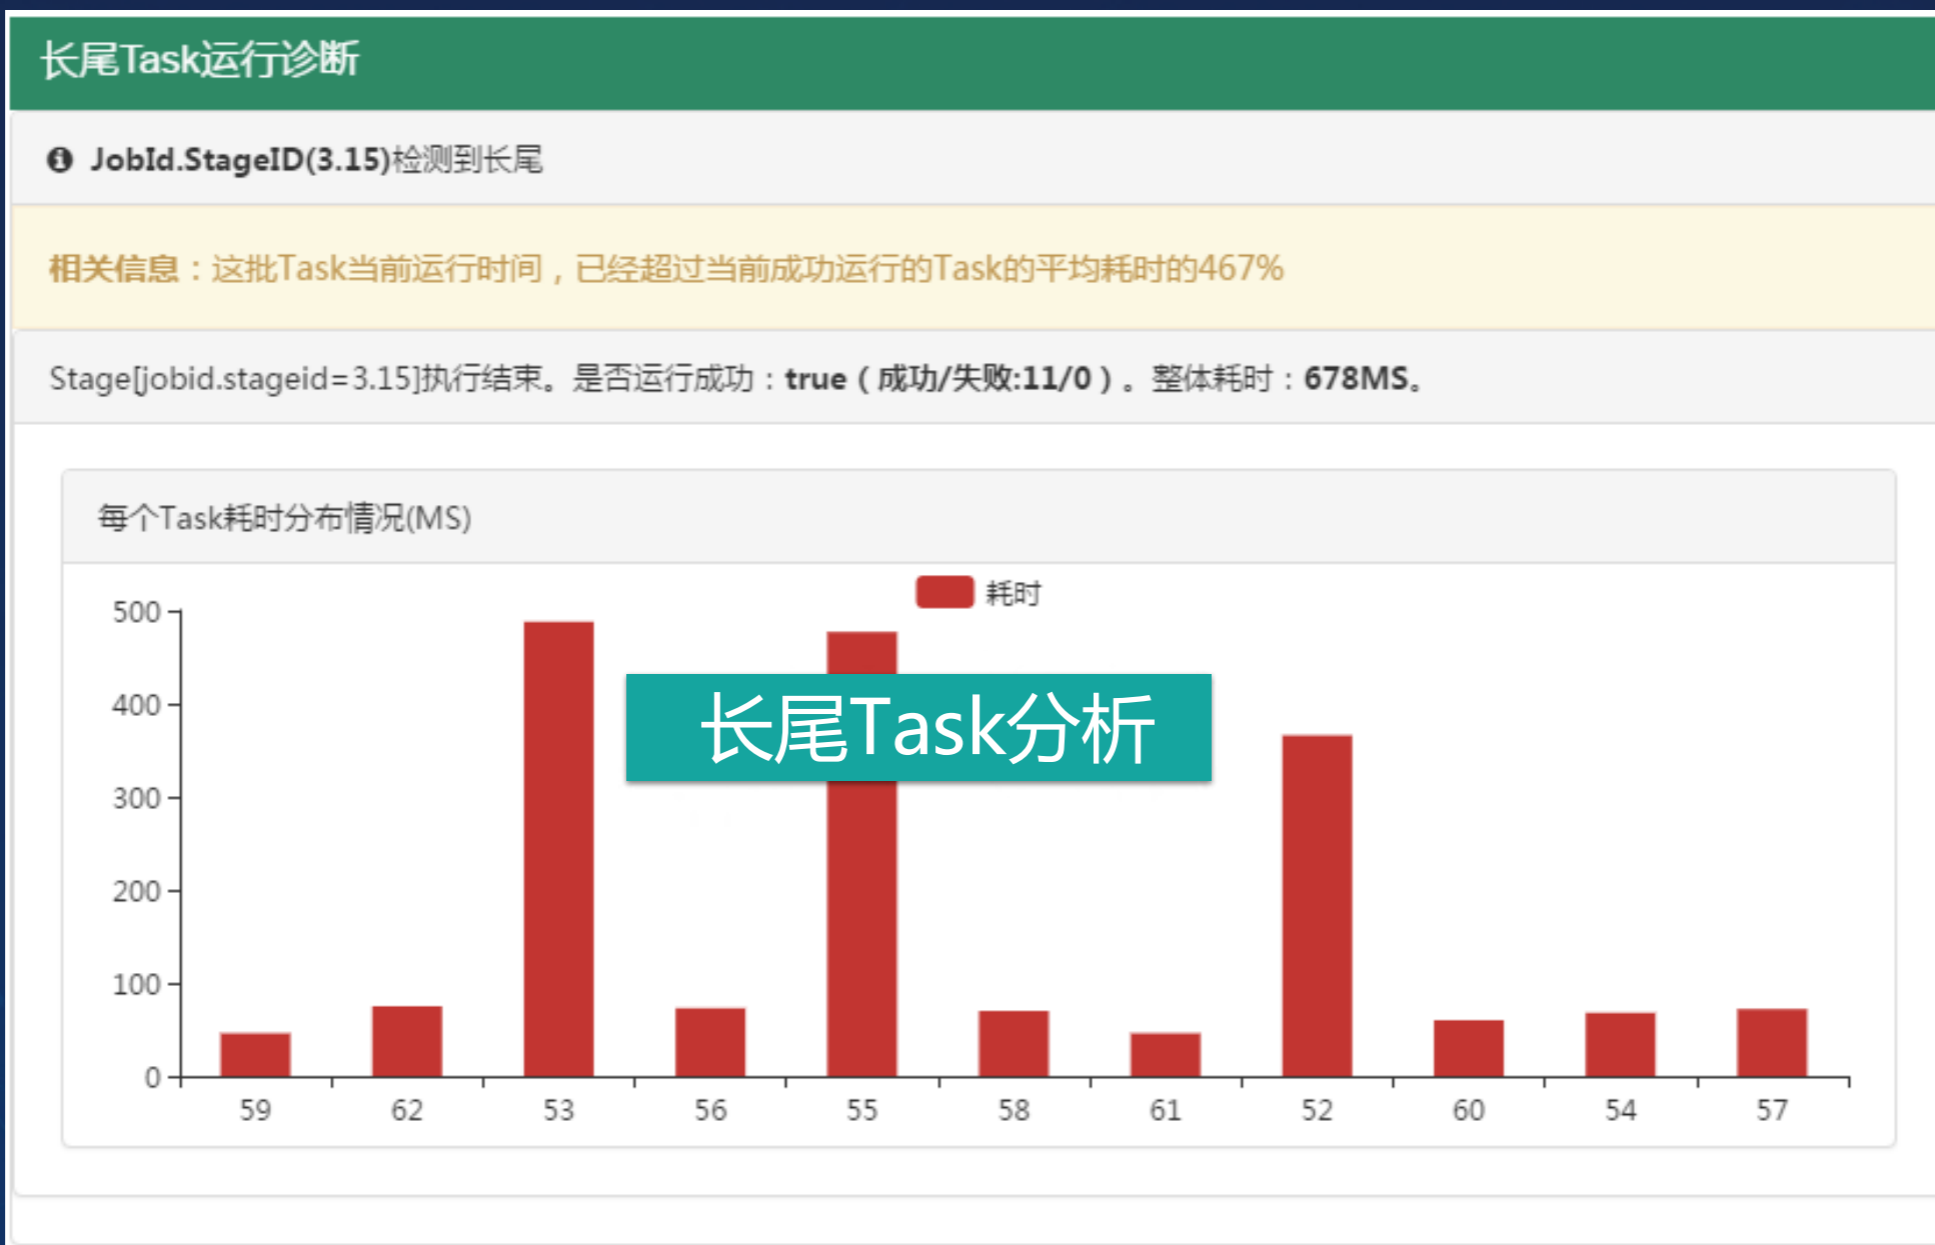 长尾Task运行诊断
JobId.StageID(3.15)检测到长尾
相关信息：这批Task当前运行时间，已经超过当前成功运行的Task的平均耗时的467%
Stage[jobid.stageid=3.15]执行结束。是否运行成功：true（成功/失败:11/0）。整体耗时：678MS。
每个Task耗时分布情况(MS)
耗时
500
400
300
200
100
0
长尾Task分析
59 62 53 56 55 58 61 52 60 54 57